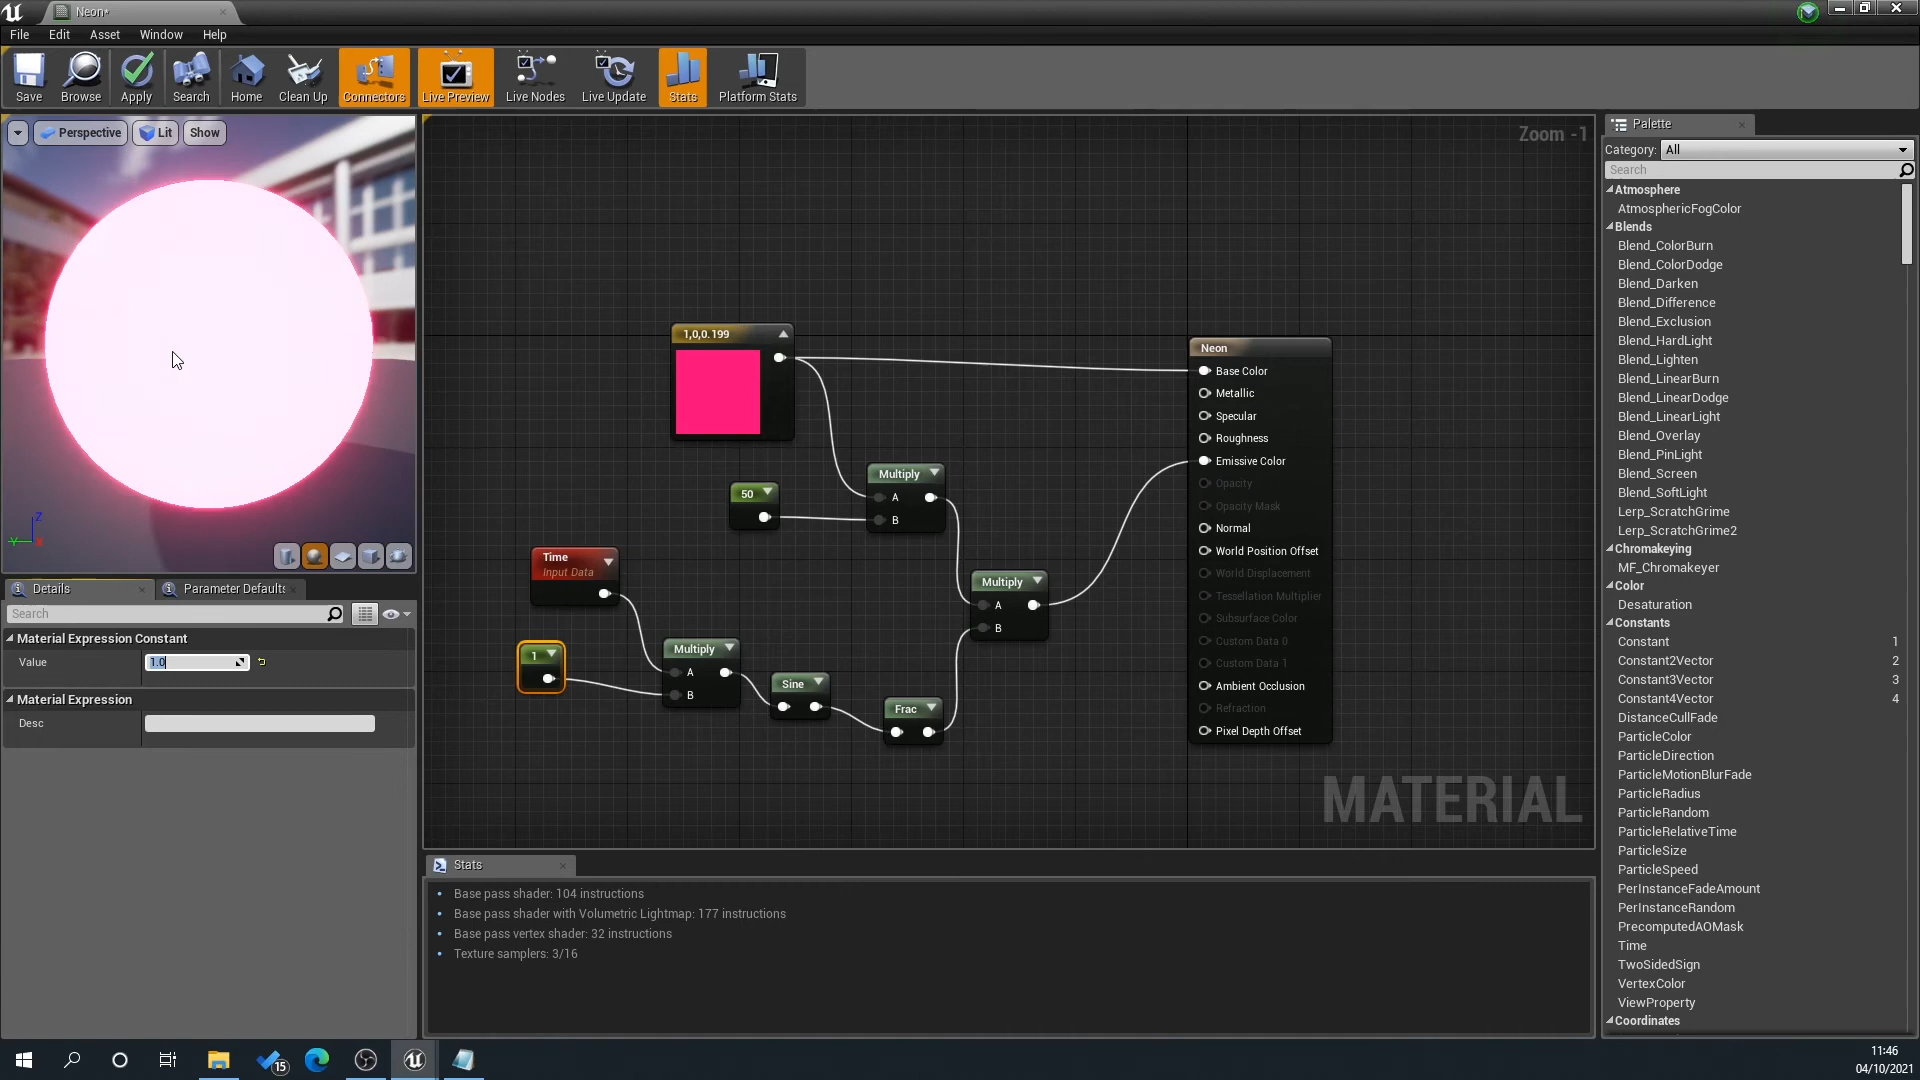 Neon*
File Edit Asset Window Help
Save Browse Apply Search Home Clean Up Connectors Live Preview Live Nodes Live Update Stats Platform Stats
Perspective Lit Show
Zoom -1
Palette
Category: All
Search
Atmosphere
AtmosphericFogColor
Blends
Blend_ColorBurn
Blend_ColorDodge
Blend_Darken
Blend_Difference
Blend_Exclusion
Blend_HardLight
Blend_Lighten
Blend_LinearBurn
Blend_LinearDodge
Blend_LinearLight
Blend_Overlay
Blend_PinLight
Blend_Screen
Blend_SoftLight
Lerp_ScratchGrime
Lerp_ScratchGrime2
Chromakeying
MF_Chromakeyer
Color
Desaturation
Constants
Constant 1
Constant2Vector 2
Constant3Vector 3
Constant4Vector 4
DistanceCullFade
ParticleColor
ParticleDirection
ParticleMotionBlurFade
ParticleRadius
ParticleRandom
ParticleRelativeTime
ParticleSize
ParticleSpeed
PerInstanceFadeAmount
PerInstanceRandom
PrecomputedAOMask
Time
TwoSidedSign
VertexColor
ViewProperty
Coordinates
1,0,0.199
50
Multiply
A
B
Time
Input Data
1
Multiply
A
B
Sine
Frac
Multiply
A
B
Neon
Base Color
Metallic
Specular
Roughness
Emissive Color
Opacity
Opacity Mask
Normal
World Position Offset
World Displacement
Tessellation Multiplier
Subsurface Color
Custom Data 0
Custom Data 1
Ambient Occlusion
Refraction
Pixel Depth Offset
MATERIAL
Z
Y
X
Details
Parameter Defaults
Search
Material Expression Constant
Value 1.0
Material Expression
Desc
Stats
Base pass shader: 104 instructions
Base pass shader with Volumetric Lightmap: 177 instructions
Base pass vertex shader: 32 instructions
Texture samplers: 3/16
15
11:46
04/10/2021